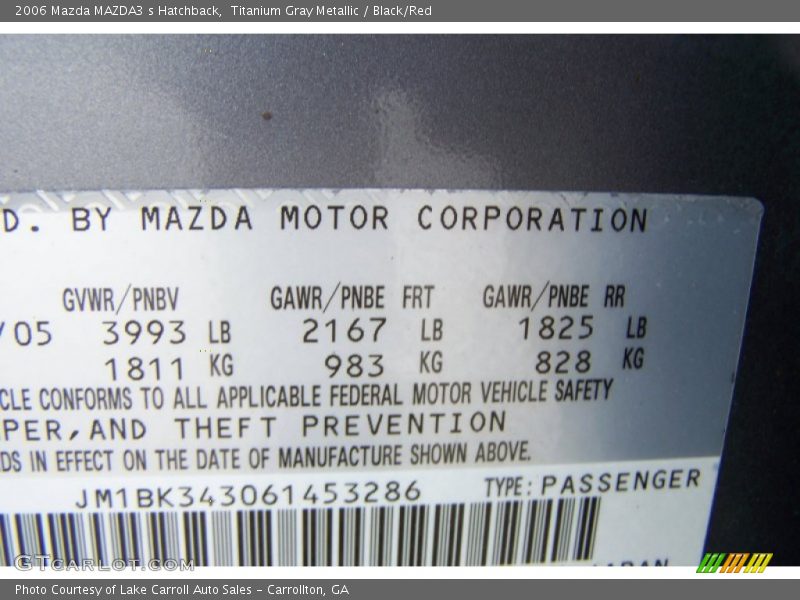 2006 Mazda MAZDA3 s Hatchback, Titanium Gray Metallic / Black/Red
D. BY MAZDA MOTOR CORPORATION
GVWR/PNBV GAWR/PNBE FRT GAWR/PNBE RR
/05 3993 LB 2167 LB 1825 LB
1811 KG 983 KG 828 KG
CLE CONFORMS TO ALL APPLICABLE FEDERAL MOTOR VEHICLE SAFETY
PER, AND THEFT PREVENTION
DS IN EFFECT ON THE DATE OF MANUFACTURE SHOWN ABOVE.
JM1BK343061453286 TYPE: PASSENGER
GTCarLot.com
Photo Courtesy of Lake Carroll Auto Sales - Carrollton, GA